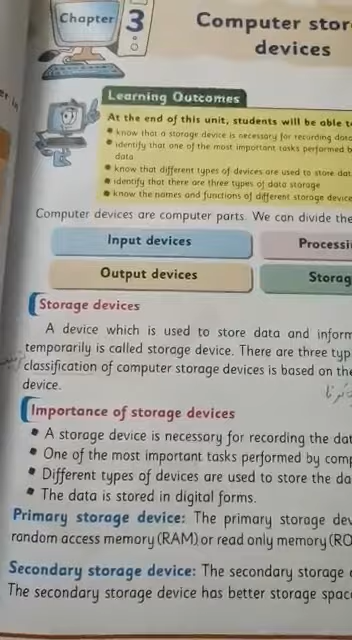 Chapter 3
Computer stor
devices
Learning Outcomes
At the end of this unit, students will be able t
know that a storage device is necessary for recording data
identify that one of the most important tasks performed b
data
know that different types of devices are used to store dat
identify that there are three types of data storage
know the names and functions of different storage device
Computer devices are computer parts. We can divide the
Input devices
Processi
Output devices
Storag
Storage devices
A device which is used to store data and inform
temporarily is called storage device. There are three typ
classification of computer storage devices is based on the
device.
Importance of storage devices
• A storage device is necessary for recording the dat
• One of the most important tasks performed by comp
• Different types of devices are used to store the da
• The data is stored in digital forms.
Primary storage device: The primary storage dev
random access memory (RAM) or read only memory (RO
Secondary storage device: The secondary storage
The secondary storage device has better storage spac